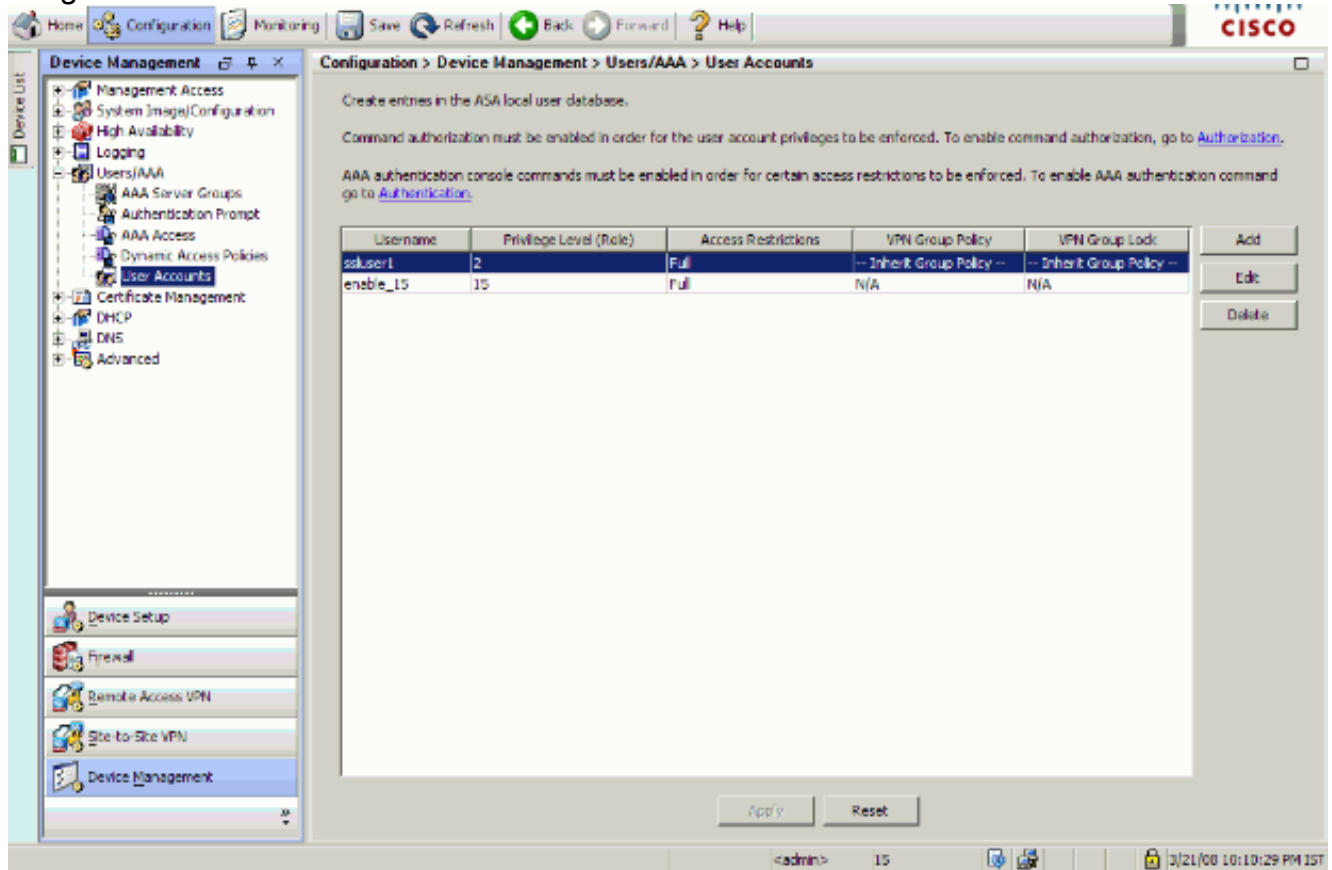 Home Configuration Monitoring Save Refresh Back Forward Help
CISCO
Device List
Device Management
Management Access
System Image/Configuration
High Availability
Logging
Users/AAA
AAA Server Groups
Authentication Prompt
AAA Access
Dynamic Access Policies
User Accounts
Certificate Management
DHCP
DNS
Advanced
Device Setup
Firewall
Remote Access VPN
Site-to-Site VPN
Device Management
Configuration > Device Management > Users/AAA > User Accounts
Create entries in the ASA local user database.
Command authorization must be enabled in order for the user account privileges to be enforced. To enable command authorization, go to Authorization.
AAA authentication console commands must be enabled in order for certain access restrictions to be enforced. To enable AAA authentication command
go to Authentication.
Username Privilege Level (Role) Access Restrictions VPN Group Policy VPN Group Lock
ssluser1 2 Full -- Inherit Group Policy -- -- Inherit Group Policy --
enable_15 15 Full N/A N/A
Add
Edit
Delete
Apply Reset
<admin> 15 3/21/08 10:10:29 PM IST